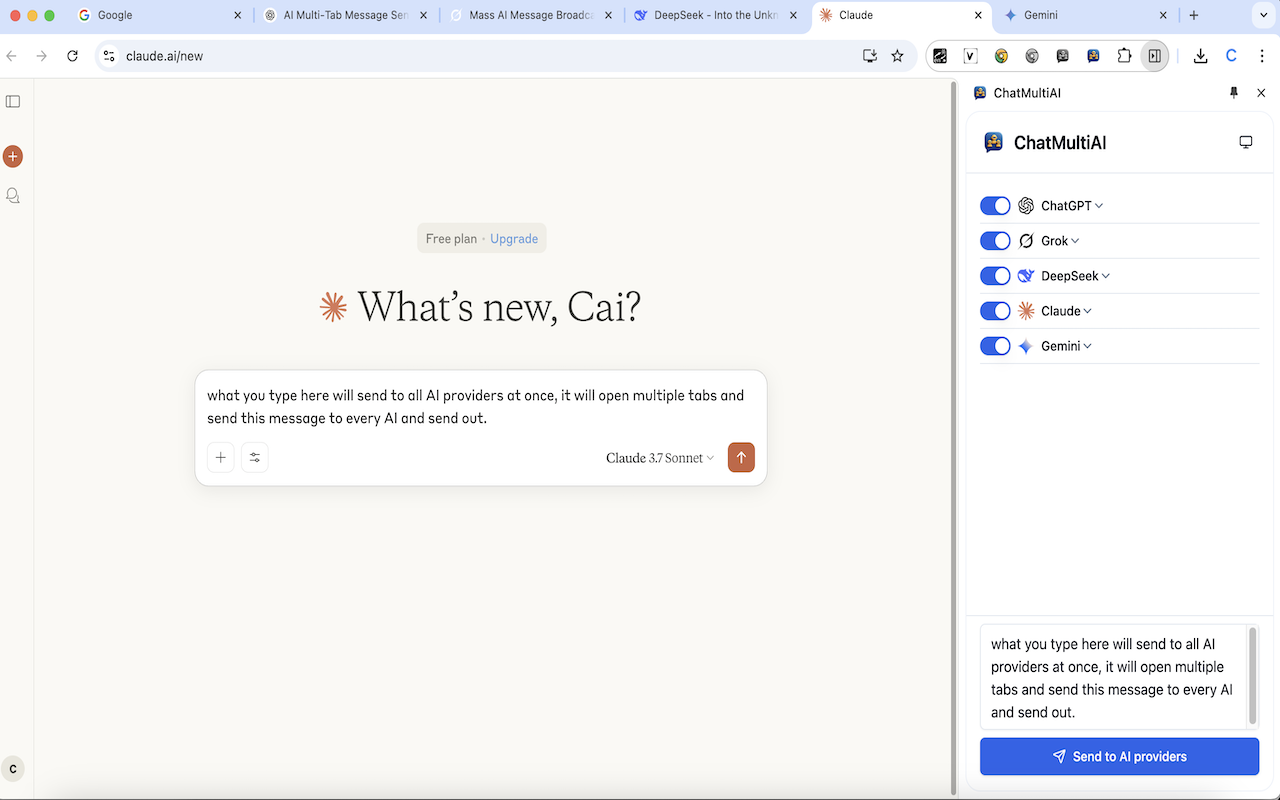 Google
AI Multi-Tab Message Sen
Mass AI Message Broadca
DeepSeek - Into the Unkn
Claude
Gemini
claude.ai/new
V
C
ChatMultiAI
ChatMultiAI
ChatGPT
Grok
DeepSeek
Claude
Gemini
Free plan · Upgrade
What's new, Cai?
what you type here will send to all AI providers at once, it will open multiple tabs and
send this message to every AI and send out.
Claude 3.7 Sonnet
C
what you type here will send to all AI
providers at once, it will open multiple
tabs and send this message to every AI
and send out.
Send to AI providers